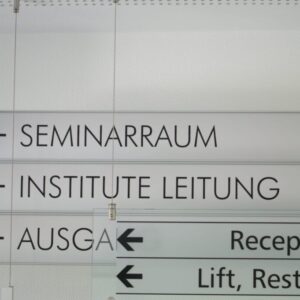 SEMINARRAUM
INSTITUTE LEITUNG
AUSGA
← Recep
← Lift, Rest